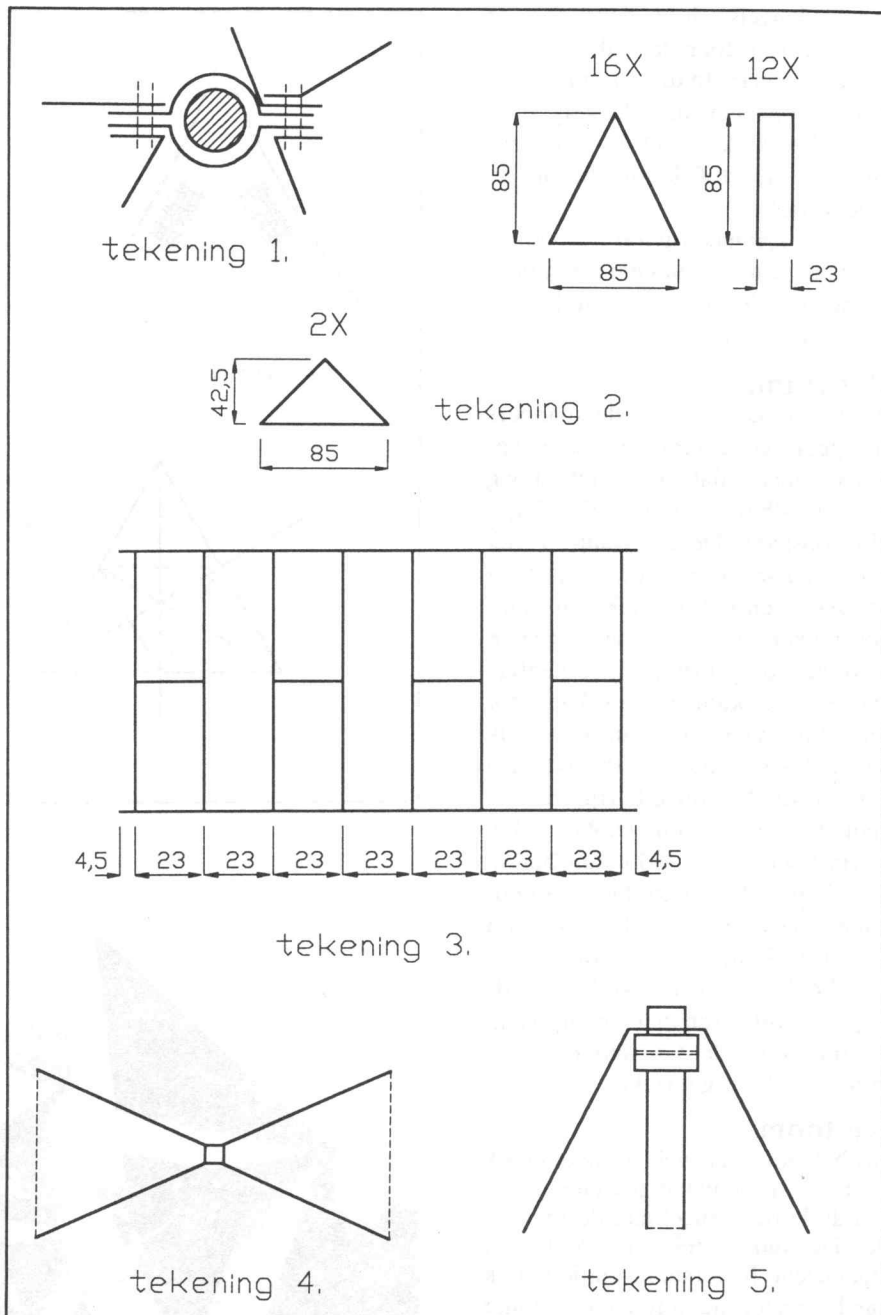 16X 12X
85 85
85 23
tekening 1.
2X
42,5
85
tekening 2.
4,5 23 23 23 23 23 23 23 4,5
tekening 3.
tekening 4. tekening 5.